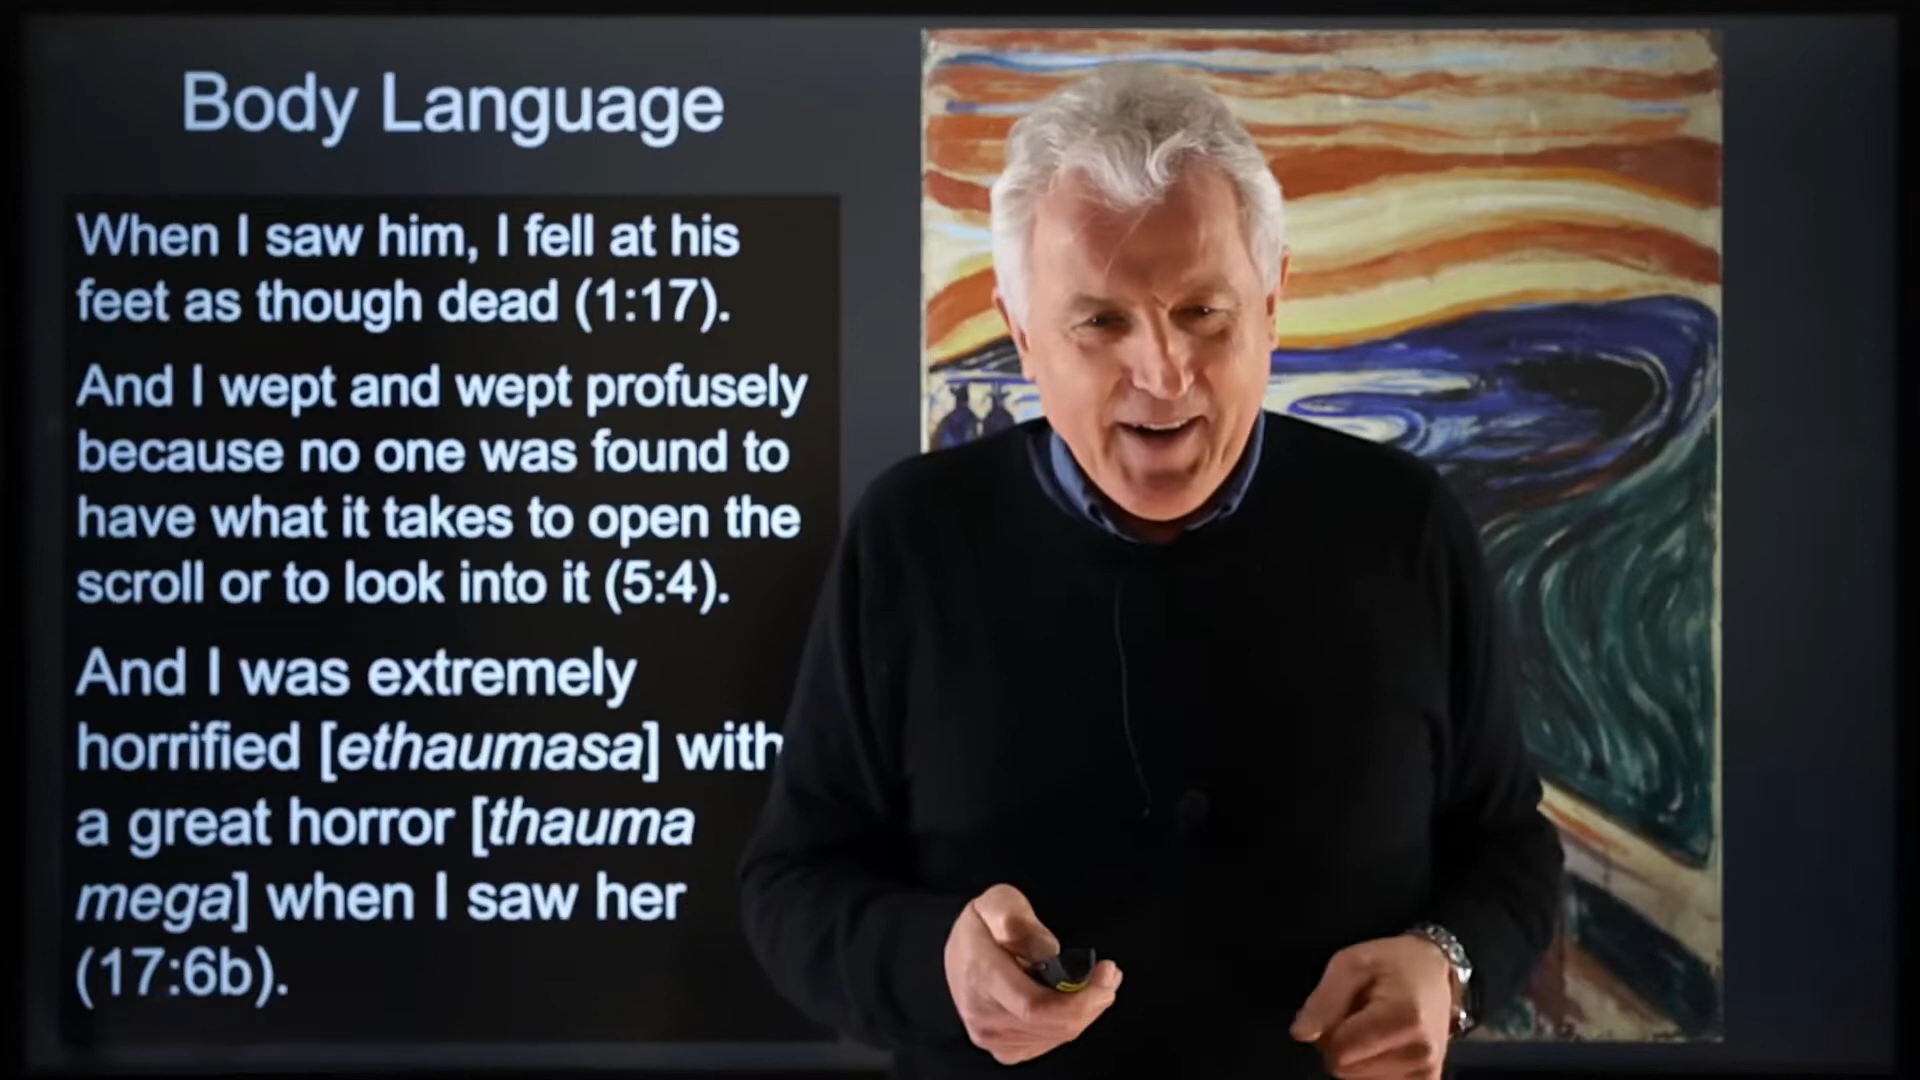 Body Language
When I saw him, I fell at his
feet as though dead (1:17).
And I wept and wept profusely
because no one was found to
have what it takes to open the
scroll or to look into it (5:4).
And I was extremely
horrified [ethaumasa] with
a great horror [thauma
mega] when I saw her
(17:6b).